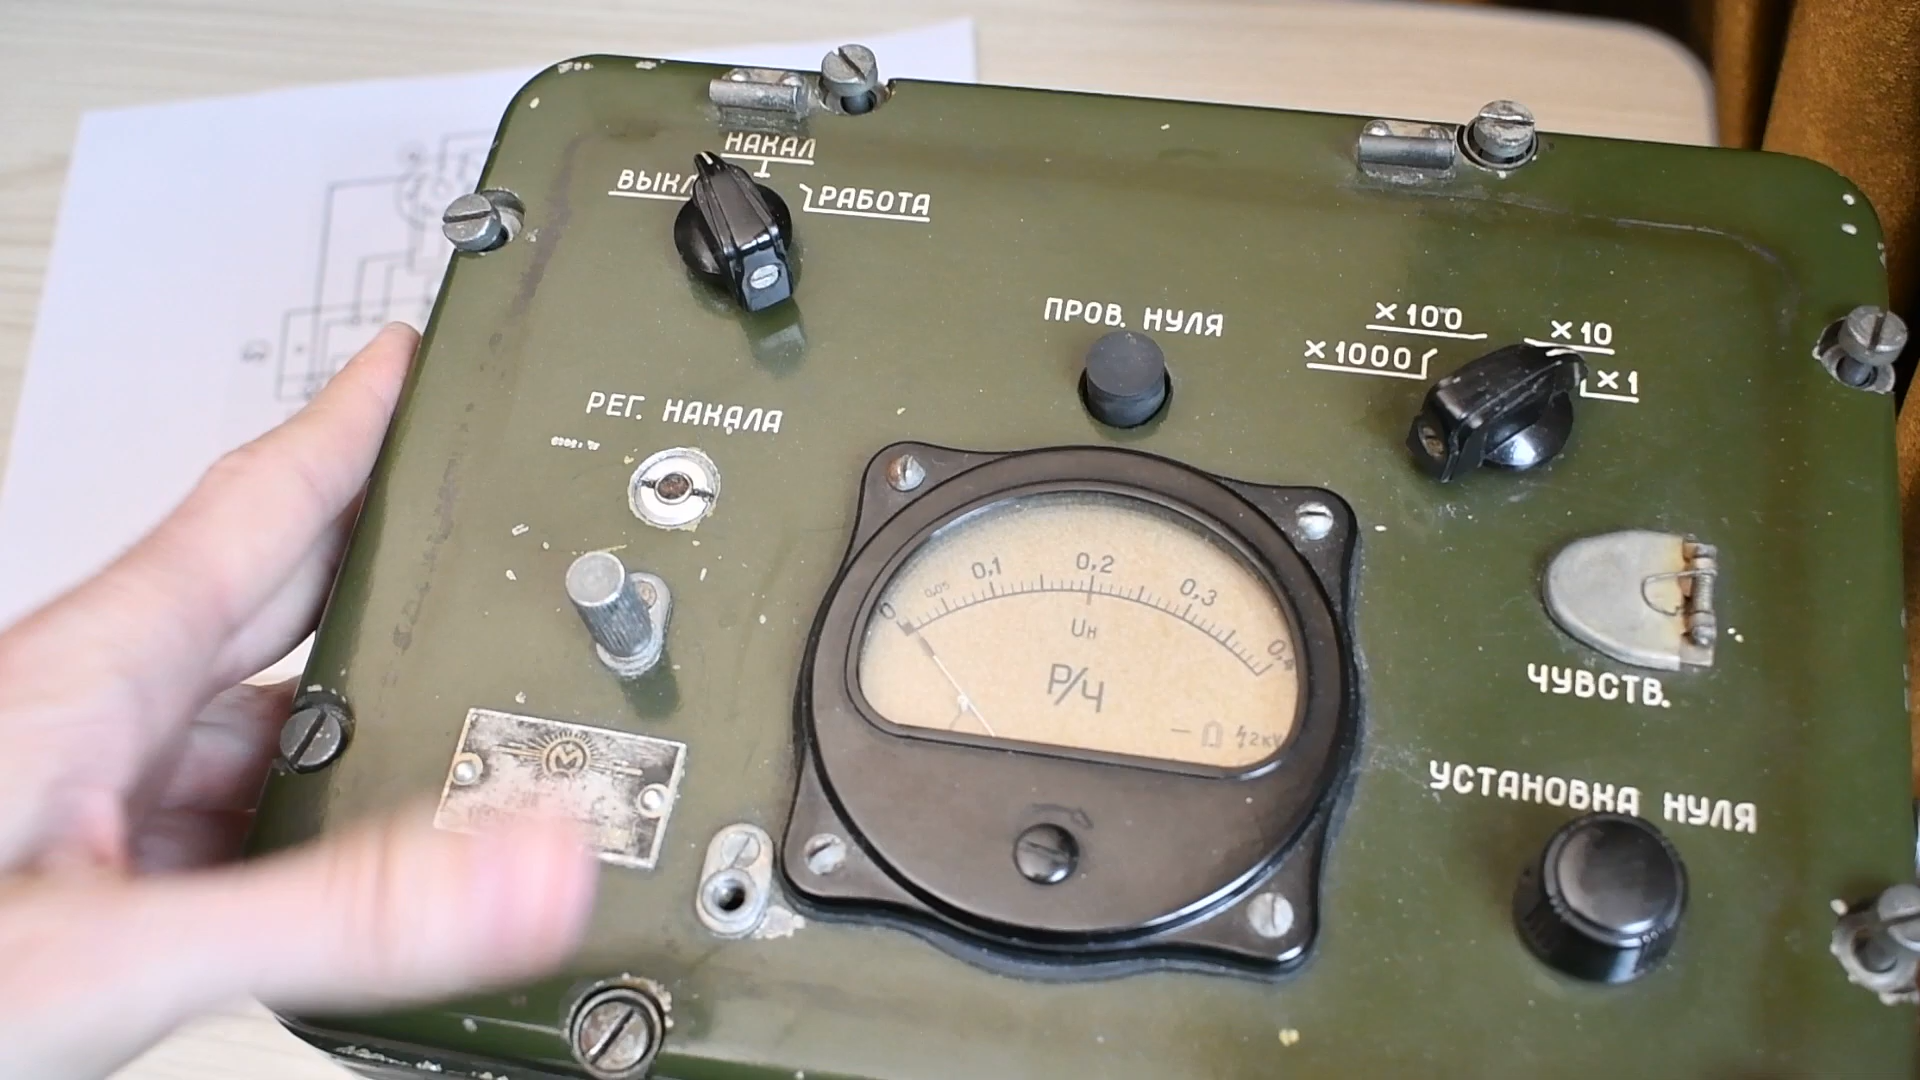 НАКАЛ
ВЫКЛ
РАБОТА
ПРОВ. НУЛЯ
×100
×10
×1000
×1
РЕГ. НАКАЛА
0 0,05 0,1 0,2 0,3 0,4
Uн
Р/Ч
2кV
ЧУВСТВ.
УСТАНОВКА НУЛЯ